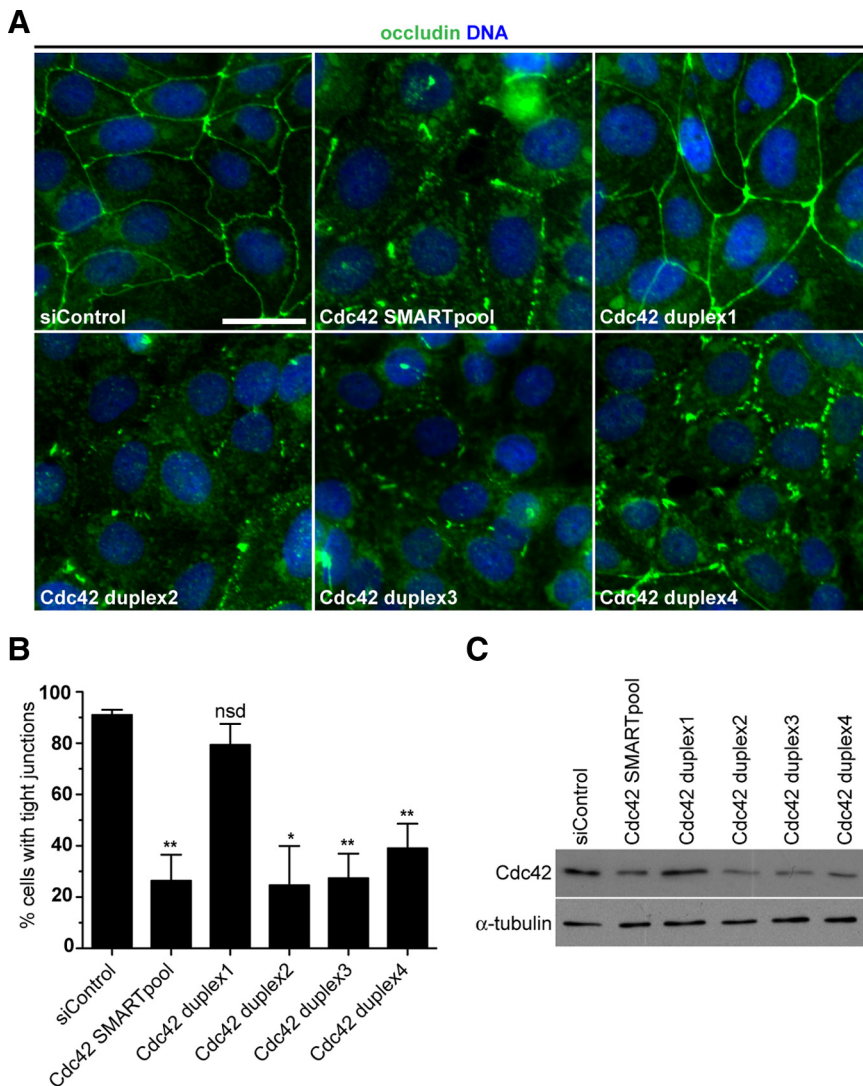 A
occludin DNA
siControl
Cdc42 SMARTpool
Cdc42 duplex1
Cdc42 duplex2
Cdc42 duplex3
Cdc42 duplex4
B
% cells with tight junctions
100
80
60
40
20
0
**
nsd
*
**
**
siControl
Cdc42 SMARTpool
Cdc42 duplex1
Cdc42 duplex2
Cdc42 duplex3
Cdc42 duplex4
C
siControl
Cdc42 SMARTpool
Cdc42 duplex1
Cdc42 duplex2
Cdc42 duplex3
Cdc42 duplex4
Cdc42
α-tubulin